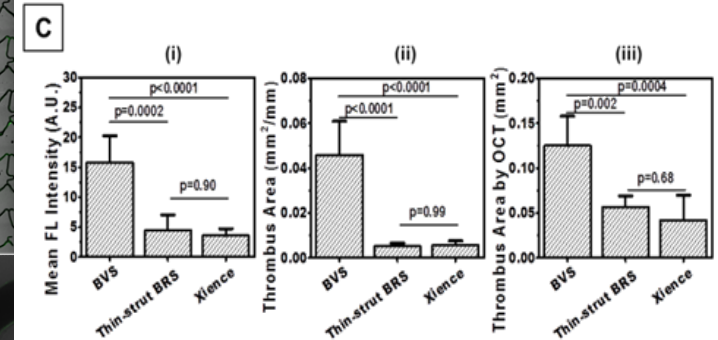 C
(i)
Mean FL Intensity (A.U.)
30
25
20
15
10
5
0
p<0.0001
p=0.0002
p=0.90
BVS
Thin-strut BRS
Xience
(ii)
Thrombus Area (mm²/mm)
0.08
0.06
0.04
0.02
0.00
p<0.0001
p<0.0001
p=0.99
BVS
Thin-strut BRS
Xience
(iii)
Thrombus Area by OCT (mm²)
0.20
0.15
0.10
0.05
0.00
p=0.0004
p=0.002
p=0.68
BVS
Thin-strut BRS
Xience